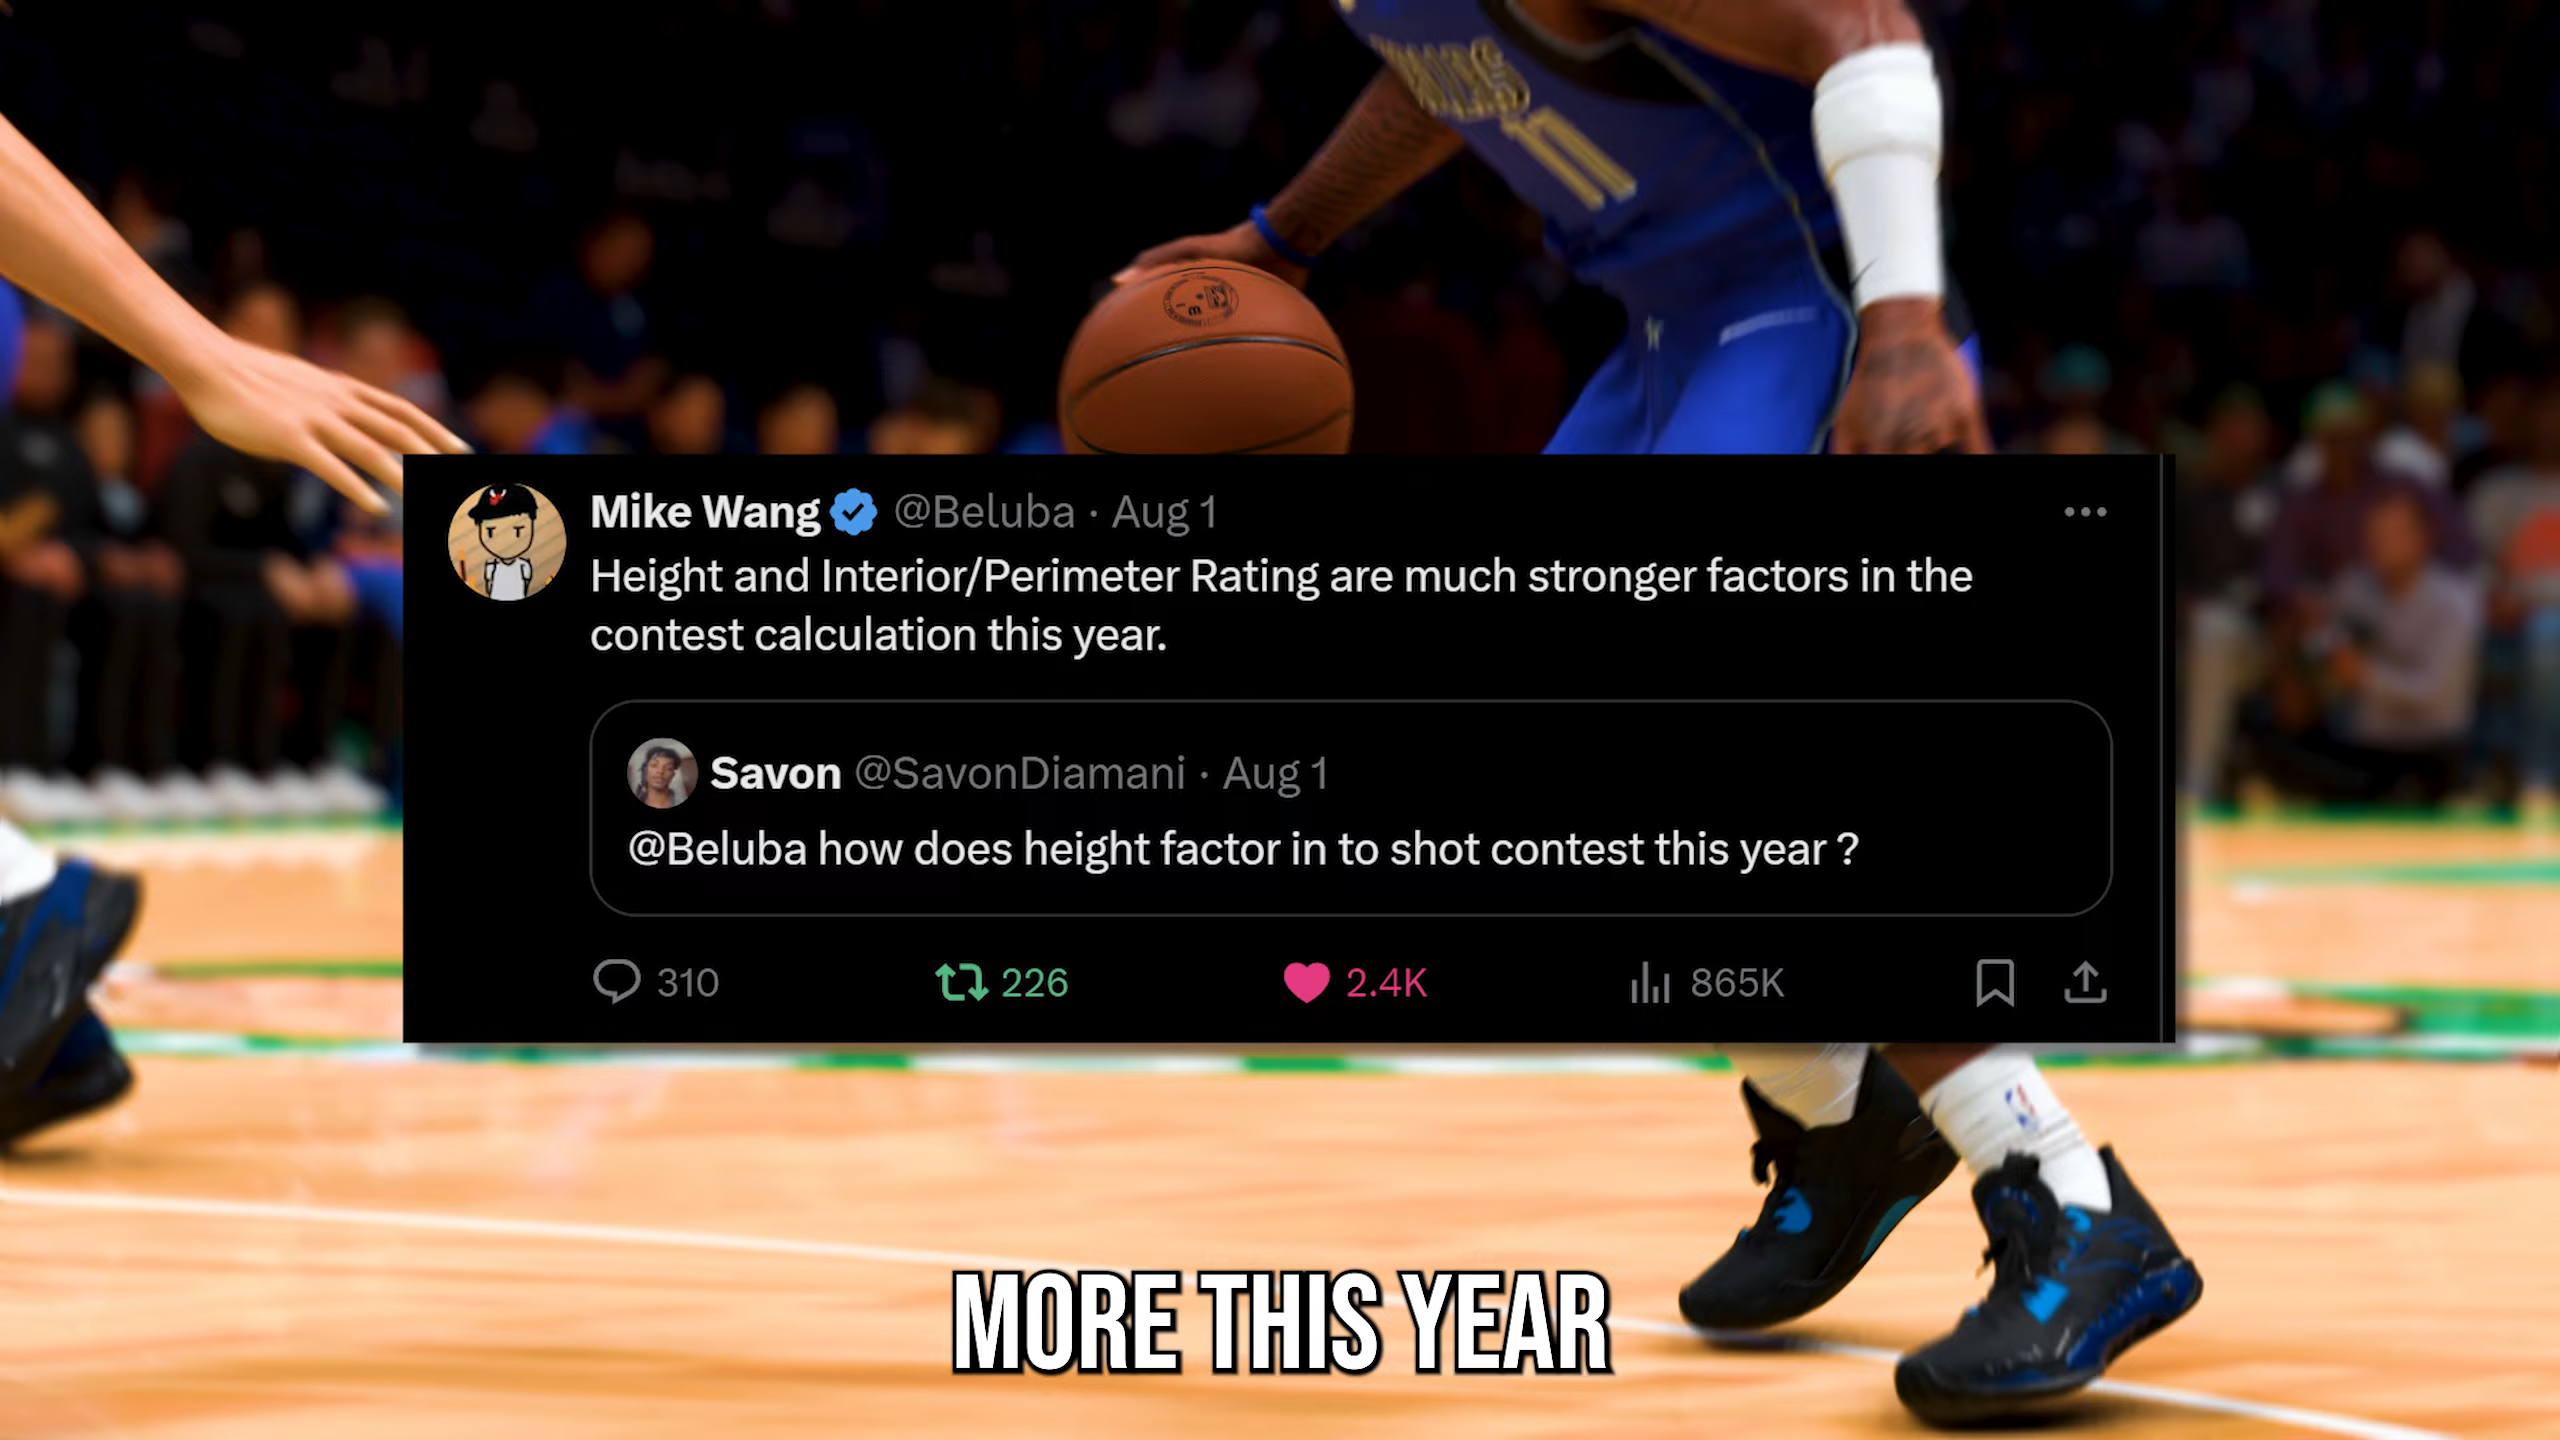 11
Mike Wang @Beluba · Aug 1
Height and Interior/Perimeter Rating are much stronger factors in the
contest calculation this year.
Savon @SavonDiamani · Aug 1
@Beluba how does height factor in to shot contest this year ?
310 226 2.4K 865K
MORE THIS YEAR